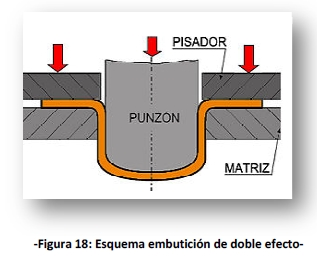 PISADOR
PUNZON
MATRIZ
-Figura 18: Esquema embutición de doble efecto-